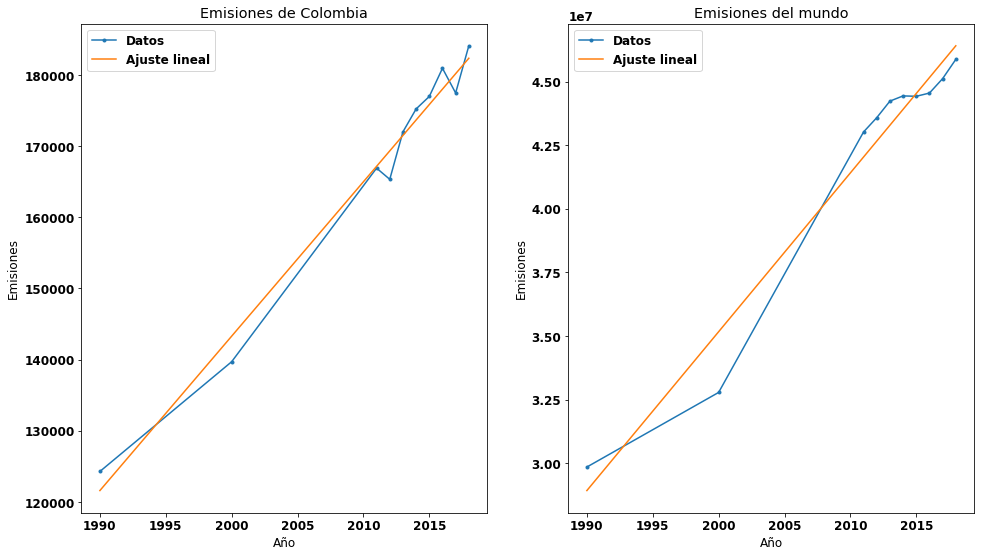 Emisiones de Colombia
Datos
Ajuste lineal
180000
170000
160000
150000
140000
130000
120000
1990
1995
2000
2005
2010
2015
Emisiones
Año
Emisiones del mundo
1e7
Datos
Ajuste lineal
4.50
4.25
4.00
3.75
3.50
3.25
3.00
1990
1995
2000
2005
2010
2015
Emisiones
Año